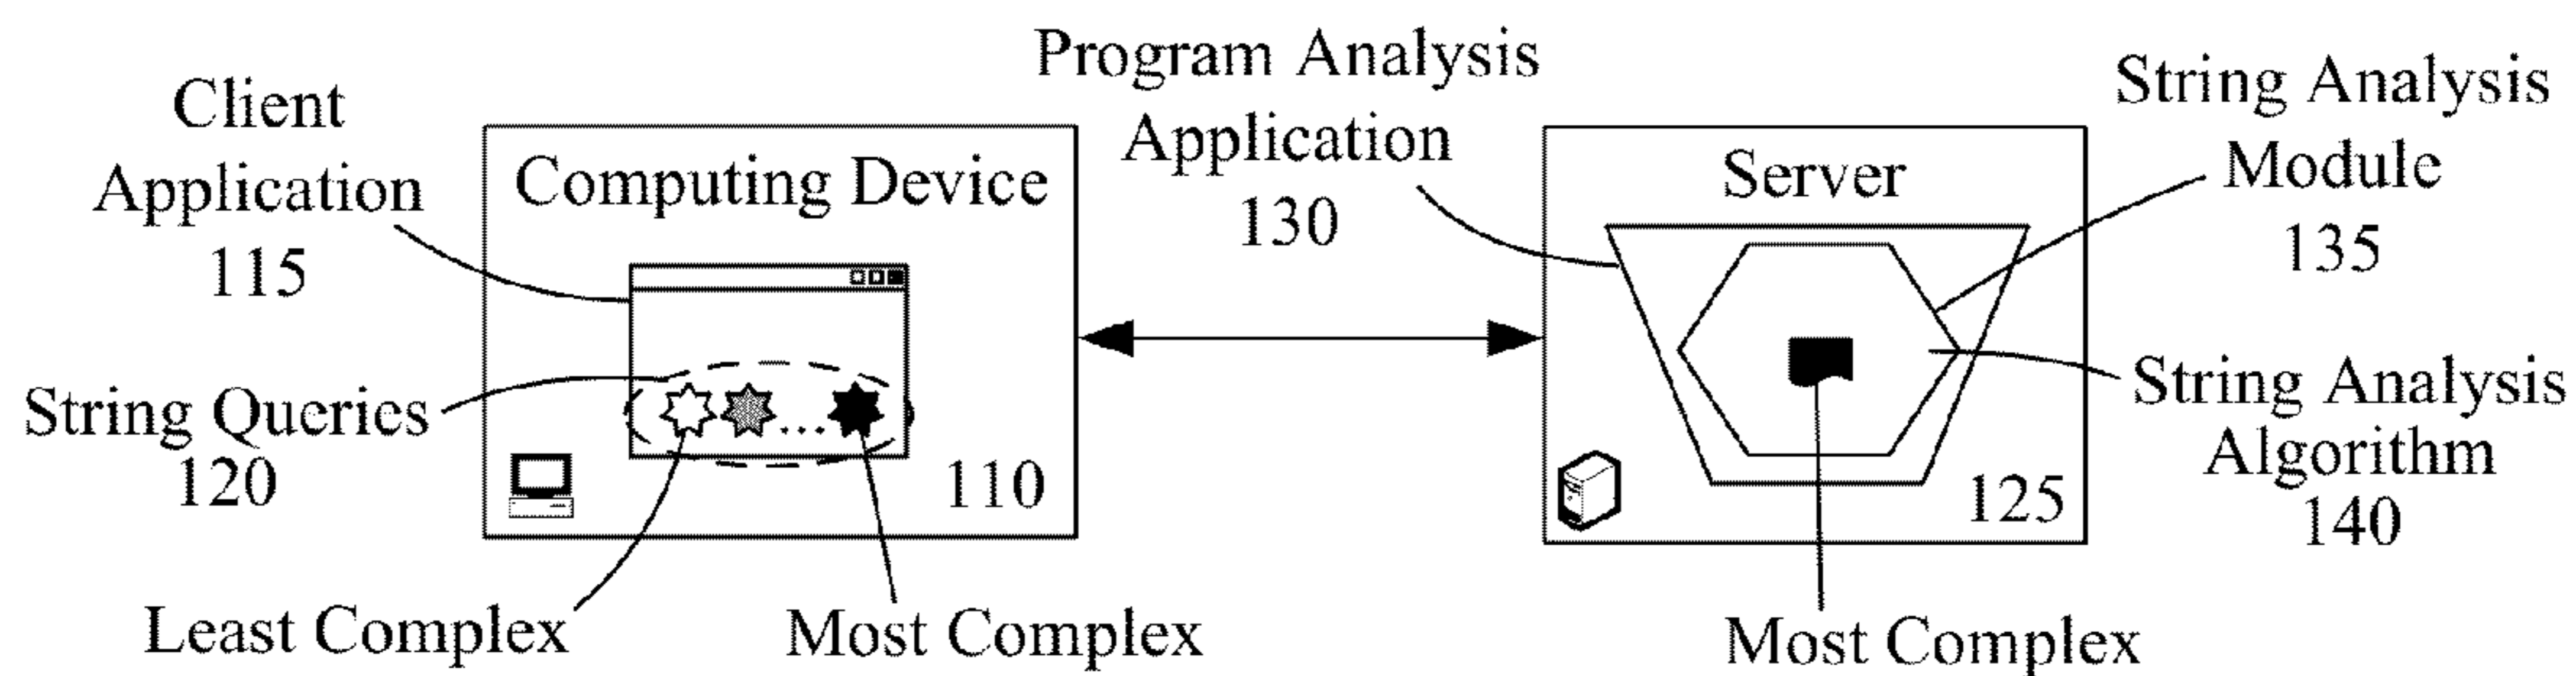 Client
Application
115
String Queries
120
Computing Device
110
Least Complex
Most Complex
Program Analysis
Application
130
Server
125
String Analysis
Module
135
String Analysis
Algorithm
140
Most Complex
...